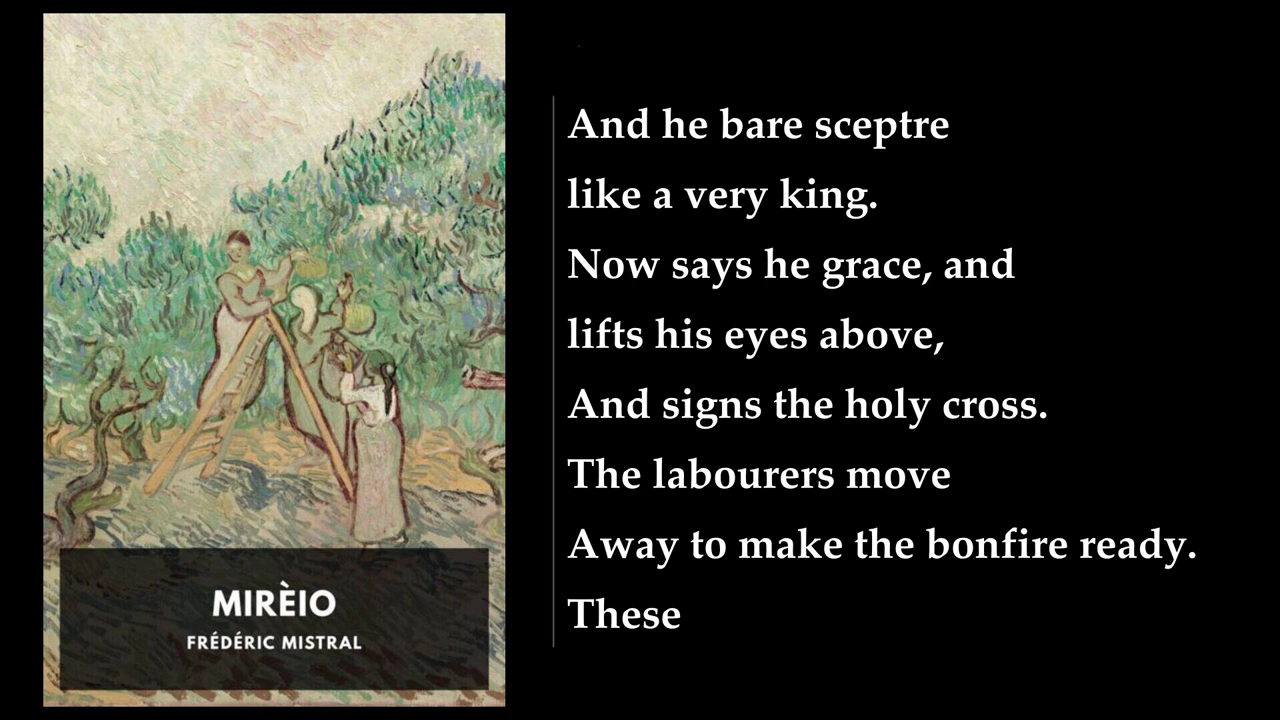 MIRÈIO
FRÉDÉRIC MISTRAL
And he bare sceptre
like a very king.
Now says he grace, and
lifts his eyes above,
And signs the holy cross.
The labourers move
Away to make the bonfire ready.
These